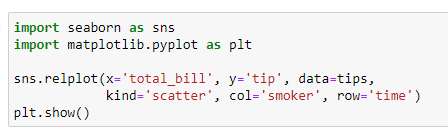 import seaborn as sns
import matplotlib.pyplot as plt
sns.relplot(x='total_bill', y='tip', data=tips,
            kind='scatter', col='smoker', row='time')
plt.show()